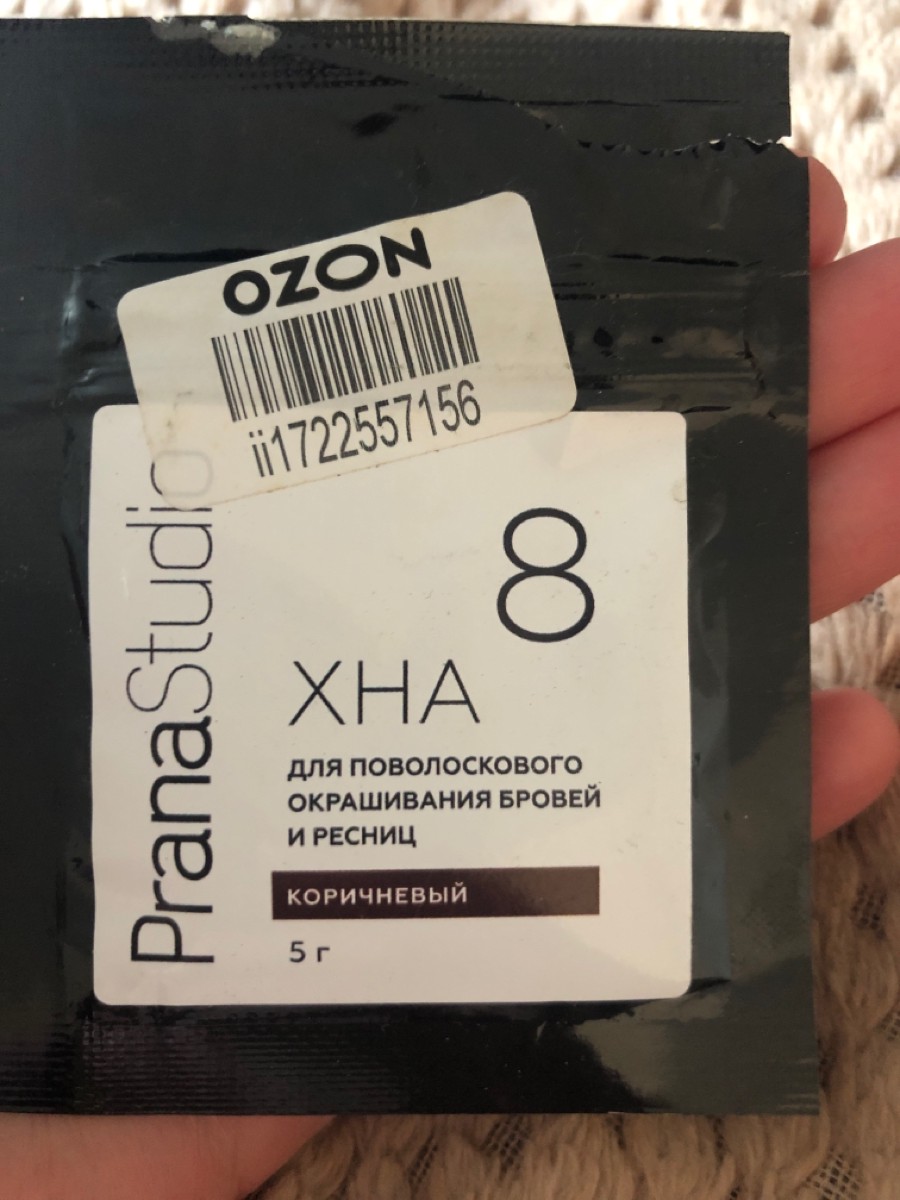 OZON
ii1722557156
PranaStudio
8
ХНА
ДЛЯ ПОВОЛОСКОВОГО
ОКРАШИВАНИЯ БРОВЕЙ
И РЕСНИЦ
КОРИЧНЕВЫЙ
5 г